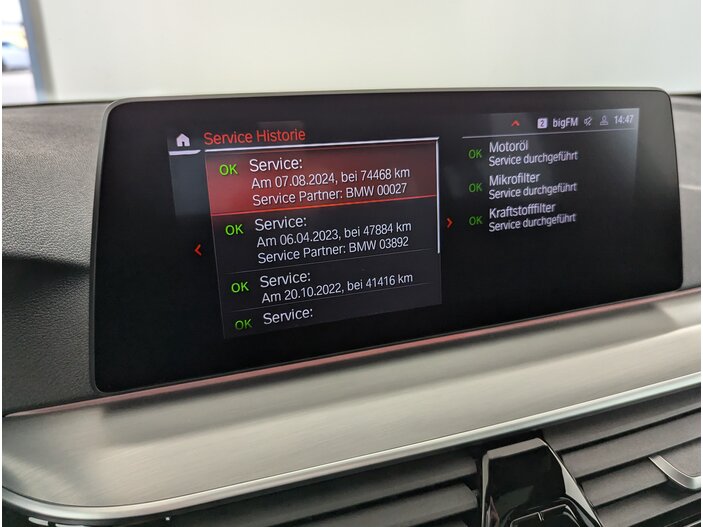 Service Historie
2 bigFM 14:47
OK Service:
Am 07.08.2024, bei 74468 km
Service Partner: BMW 00027
OK Service:
Am 06.04.2023, bei 47884 km
Service Partner: BMW 03892
OK Service:
Am 20.10.2022, bei 41416 km
OK Service:
OK Motoröl
Service durchgeführt
OK Mikrofilter
Service durchgeführt
OK Kraftstofffilter
Service durchgeführt